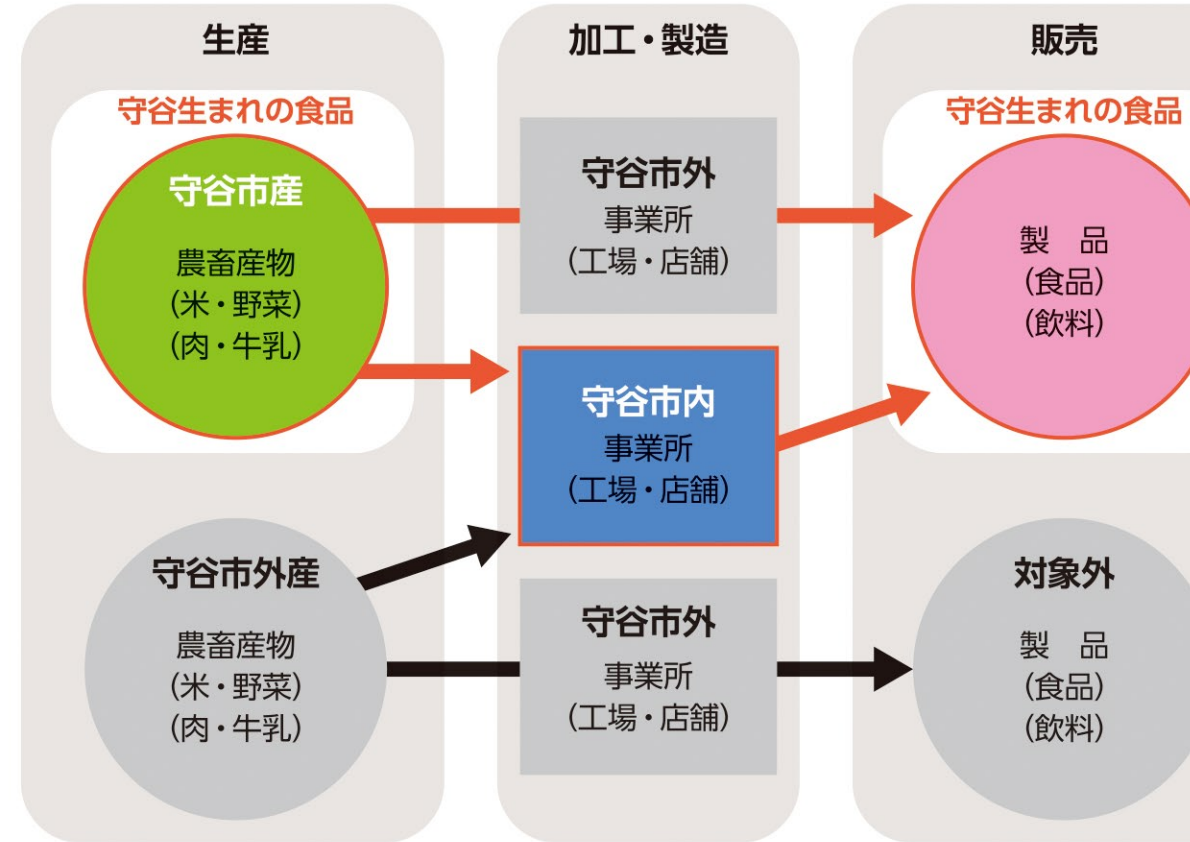 生産
守谷生まれの食品
守谷市産
農畜産物
(米・野菜)
(肉・牛乳)
守谷市外産
農畜産物
(米・野菜)
(肉・牛乳)
加工・製造
守谷市外
事業所
(工場・店舗)
守谷市内
事業所
(工場・店舗)
守谷市外
事業所
(工場・店舗)
販売
守谷生まれの食品
製　品
(食品)
(飲料)
対象外
製　品
(食品)
(飲料)